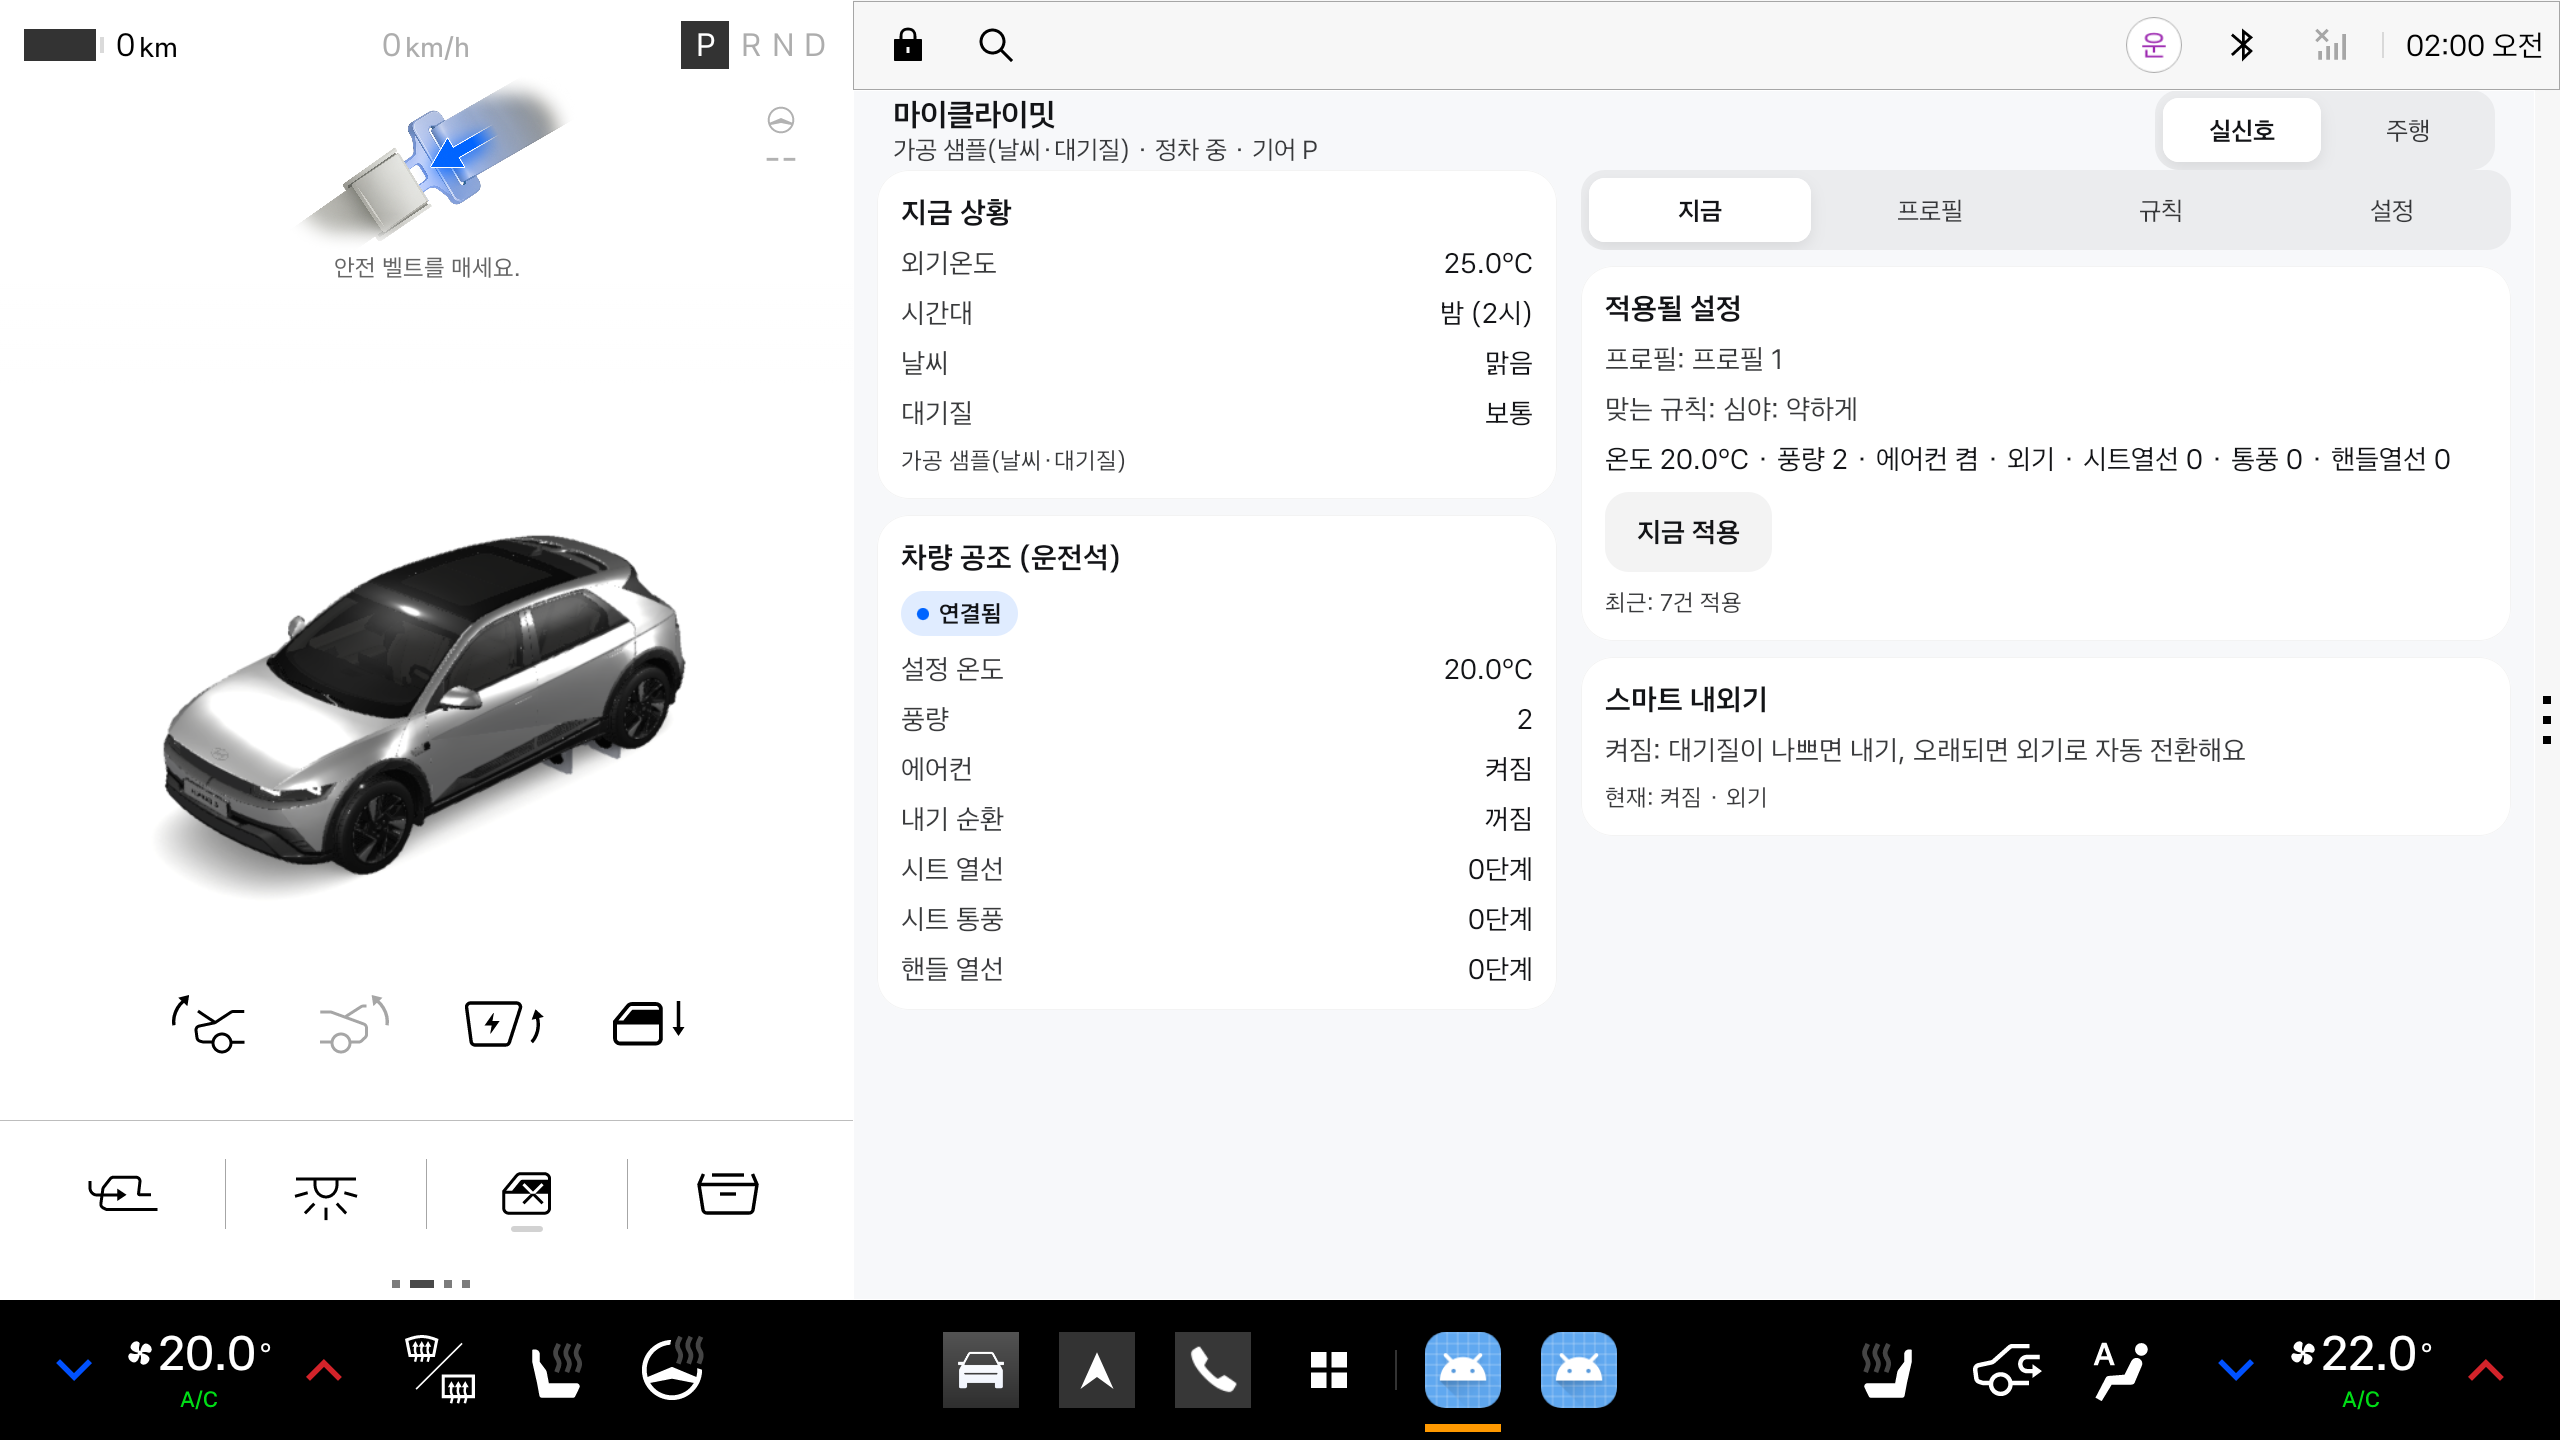 0 km
0 km/h
P R N D
안전 벨트를 매세요.
운
02:00 오전
마이클라이밋
가공 샘플(날씨·대기질) · 정차 중 · 기어 P
실신호
주행
지금 상황
외기온도 25.0°C
시간대 밤 (2시)
날씨 맑음
대기질 보통
가공 샘플(날씨·대기질)
차량 공조 (운전석)
연결됨
설정 온도 20.0°C
풍량 2
에어컨 켜짐
내기 순환 꺼짐
시트 열선 0단계
시트 통풍 0단계
핸들 열선 0단계
지금 프로필 규칙 설정
적용될 설정
프로필: 프로필 1
맞는 규칙: 심야: 약하게
온도 20.0°C · 풍량 2 · 에어컨 켬 · 외기 · 시트열선 0 · 통풍 0 · 핸들열선 0
지금 적용
최근: 7건 적용
스마트 내외기
켜짐: 대기질이 나쁘면 내기, 오래되면 외기로 자동 전환해요
현재: 켜짐 · 외기
20.0°
A/C
A
22.0°
A/C